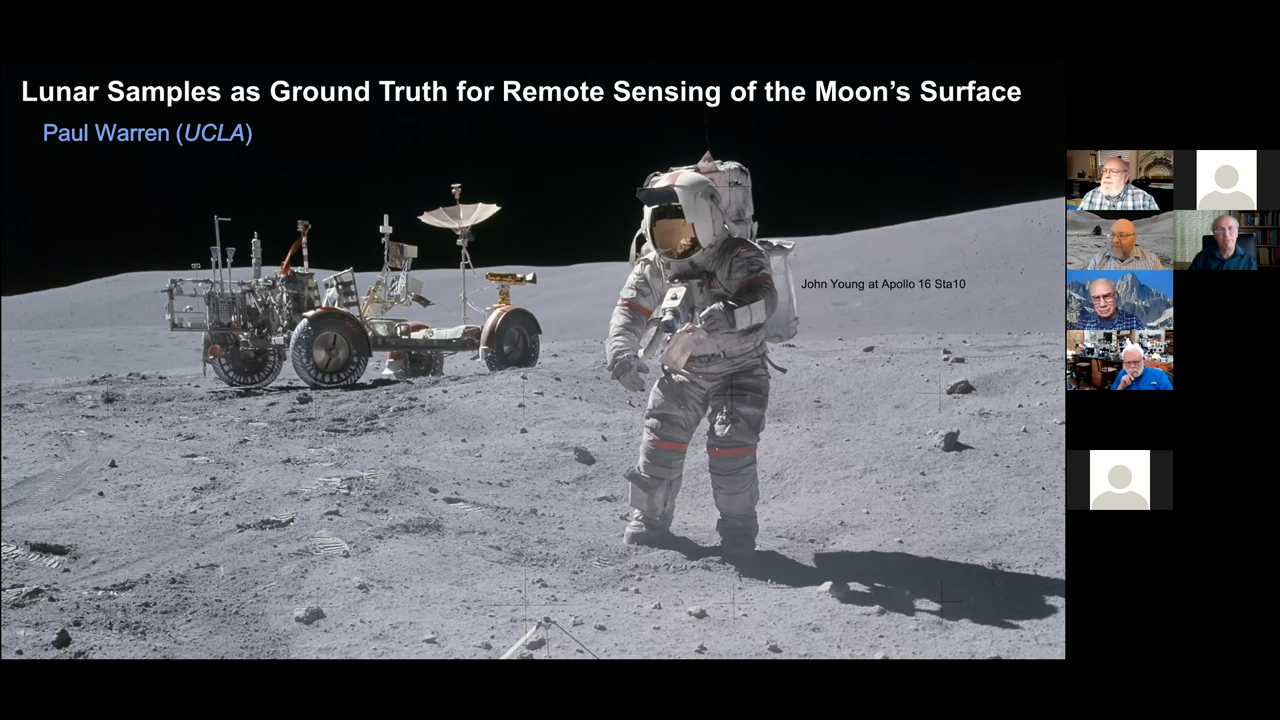 Lunar Samples as Ground Truth for Remote Sensing of the Moon's Surface
Paul Warren (UCLA)
John Young at Apollo 16 Sta10